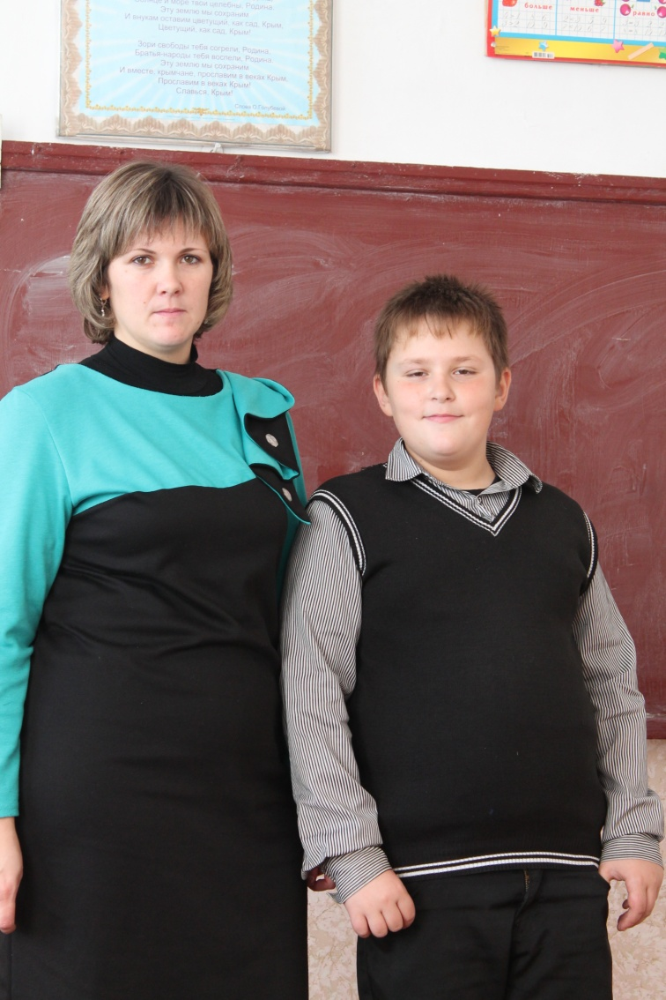 и море твои целебны, Родина.
Эту землю мы сохраним
И внукам оставим цветущий, как сад, Крым,
Цветущий, как сад, Крым!
Зори свободы тебя согрели, Родина,
Братья-народы тебя воспели, Родина.
Эту землю мы сохраним
И вместе, крымчане, прославим в веках Крым,
Прославим в веках Крым!
Славься, Крым!
Слова О.Голубевой
больше меньше равно